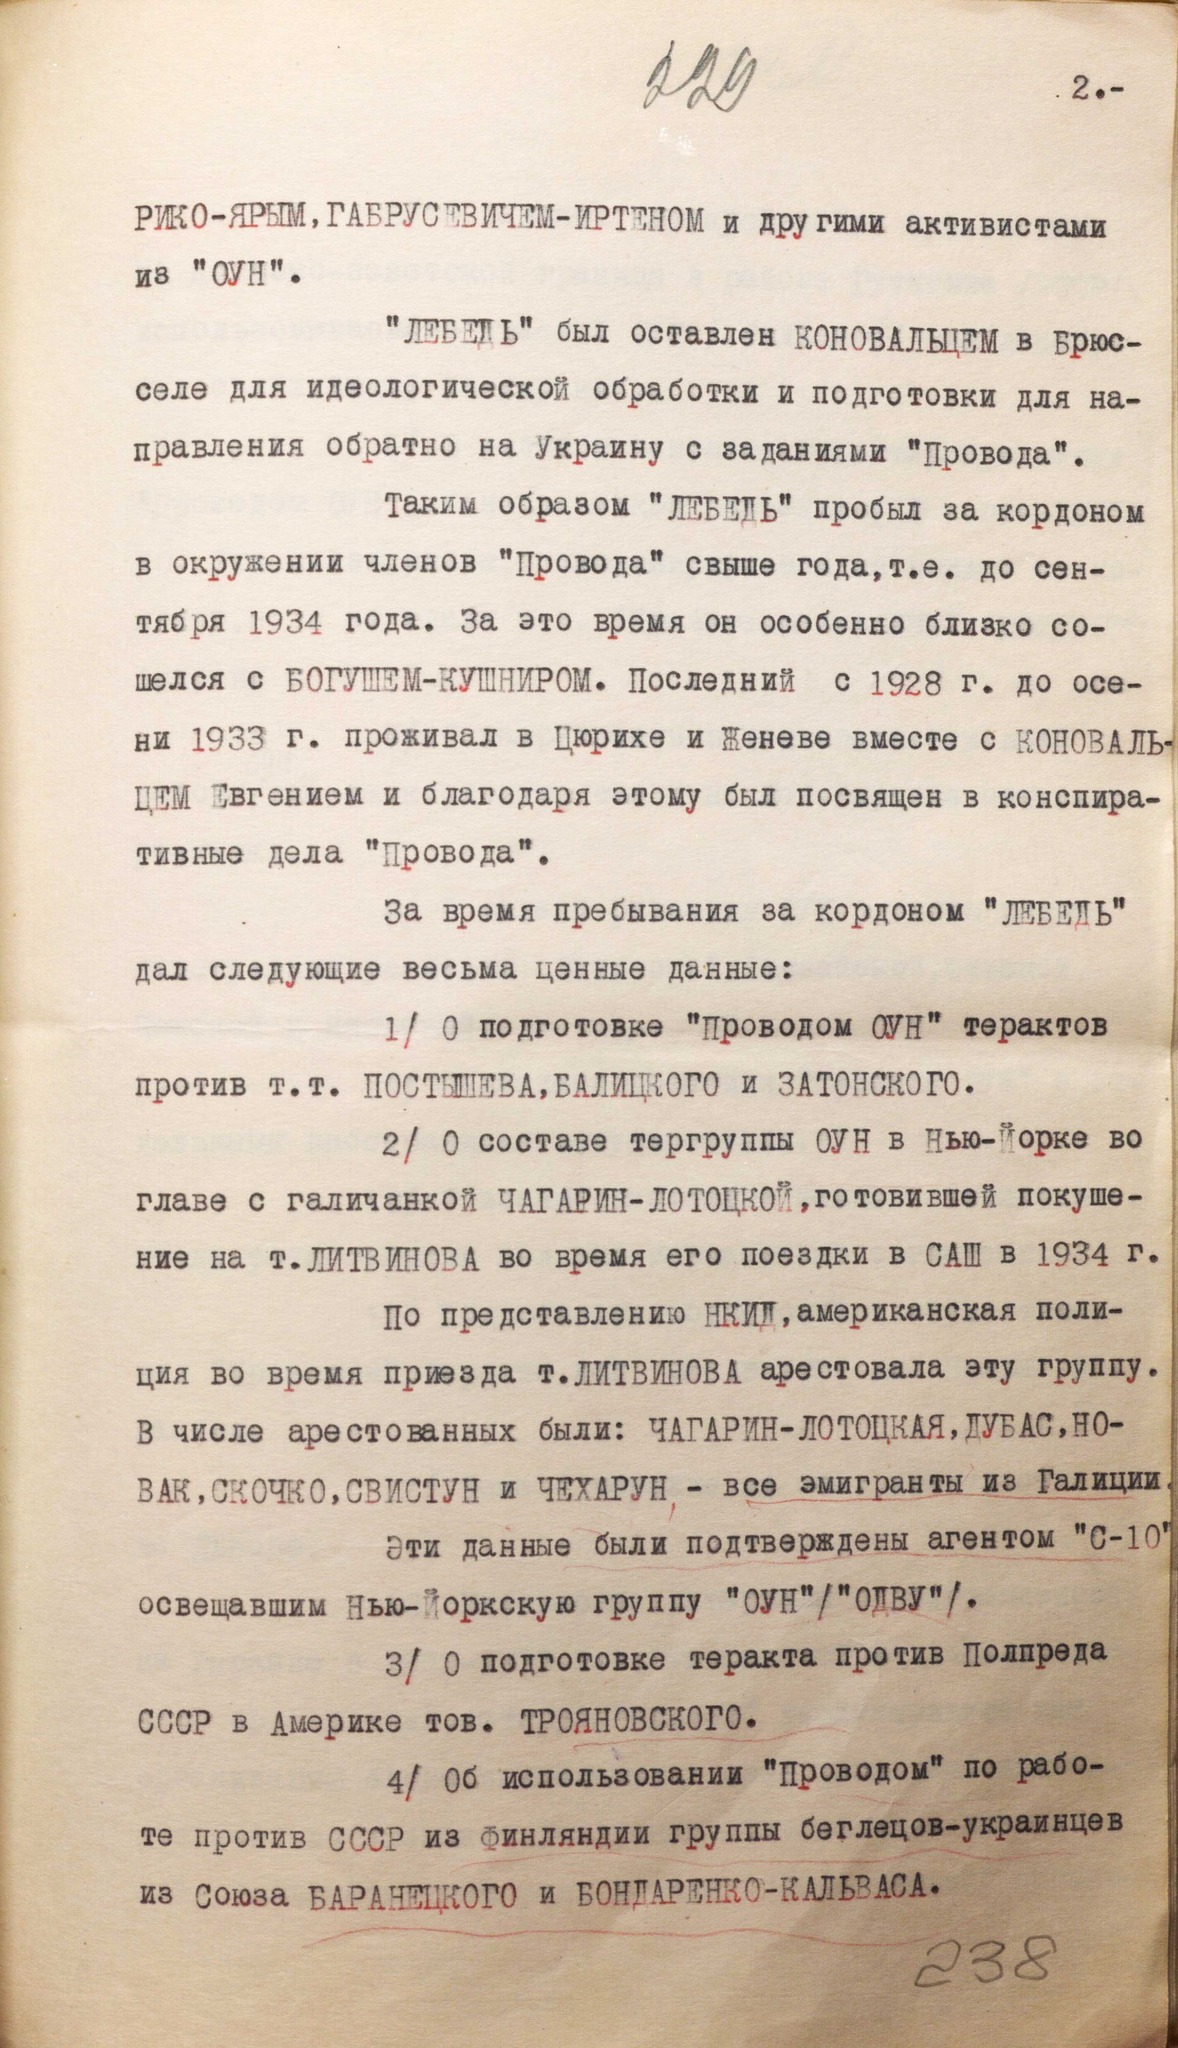 229
2.-
РИКО-ЯРЫМ,ГАБРУСЕВИЧЕМ-ИРТЕНОМ и другими активистами
из "ОУН".
"ЛЕБЕДЬ" был оставлен КОНОВАЛЬЦЕМ в Брюс-
селе для идеологической обработки и подготовки для на-
правления обратно на Украину с заданиями "Провода".
Таким образом "ЛЕБЕДЬ" пробыл за кордоном
в окружении членов "Провода" свыше года,т.е. до сен-
тября 1934 года. За это время он особенно близко со-
шелся с БОГУШЕМ-КУШНИРОМ. Последний с 1928 г. до осе-
ни 1933 г. проживал в Цюрихе и Женеве вместе с КОНОВАЛЬ-
ЦЕМ Евгением и благодаря этому был посвящен в конспира-
тивные дела "Провода".
За время пребывания за кордоном "ЛЕБЕДЬ"
дал следующие весьма ценные данные:
1/ О подготовке "Проводом ОУН" терактов
против т.т. ПОСТЫШЕВА,БАЛИЦКОГО и ЗАТОНСКОГО.
2/ О составе тергруппы ОУН в Нью-Йорке во
главе с галичанкой ЧАГАРИН-ЛОТОЦКОЙ,готовившей покуше-
ние на т.ЛИТВИНОВА во время его поездки в САШ в 1934 г.
По представлению НКИД,американская поли-
ция во время приезда т.ЛИТВИНОВА арестовала эту группу.
В числе арестованных были: ЧАГАРИН-ЛОТОЦКАЯ,ДУБАС,НО-
ВАК,СКОЧКО,СВИСТУН и ЧЕХАРУН, - все эмигранты из Галиции.
Эти данные были подтверждены агентом "С-10"
освещавшим Нью-Йоркскую группу "ОУН"/"ОДВУ"/.
3/ О подготовке теракта против Полпреда
СССР в Америке тов. ТРОЯНОВСКОГО.
4/ Об использовании "Проводом" по рабо-
те против СССР из Финляндии группы беглецов-украинцев
из Союза БАРАНЕЦКОГО и БОНДАРЕНКО-КАЛЬВАСА.
238